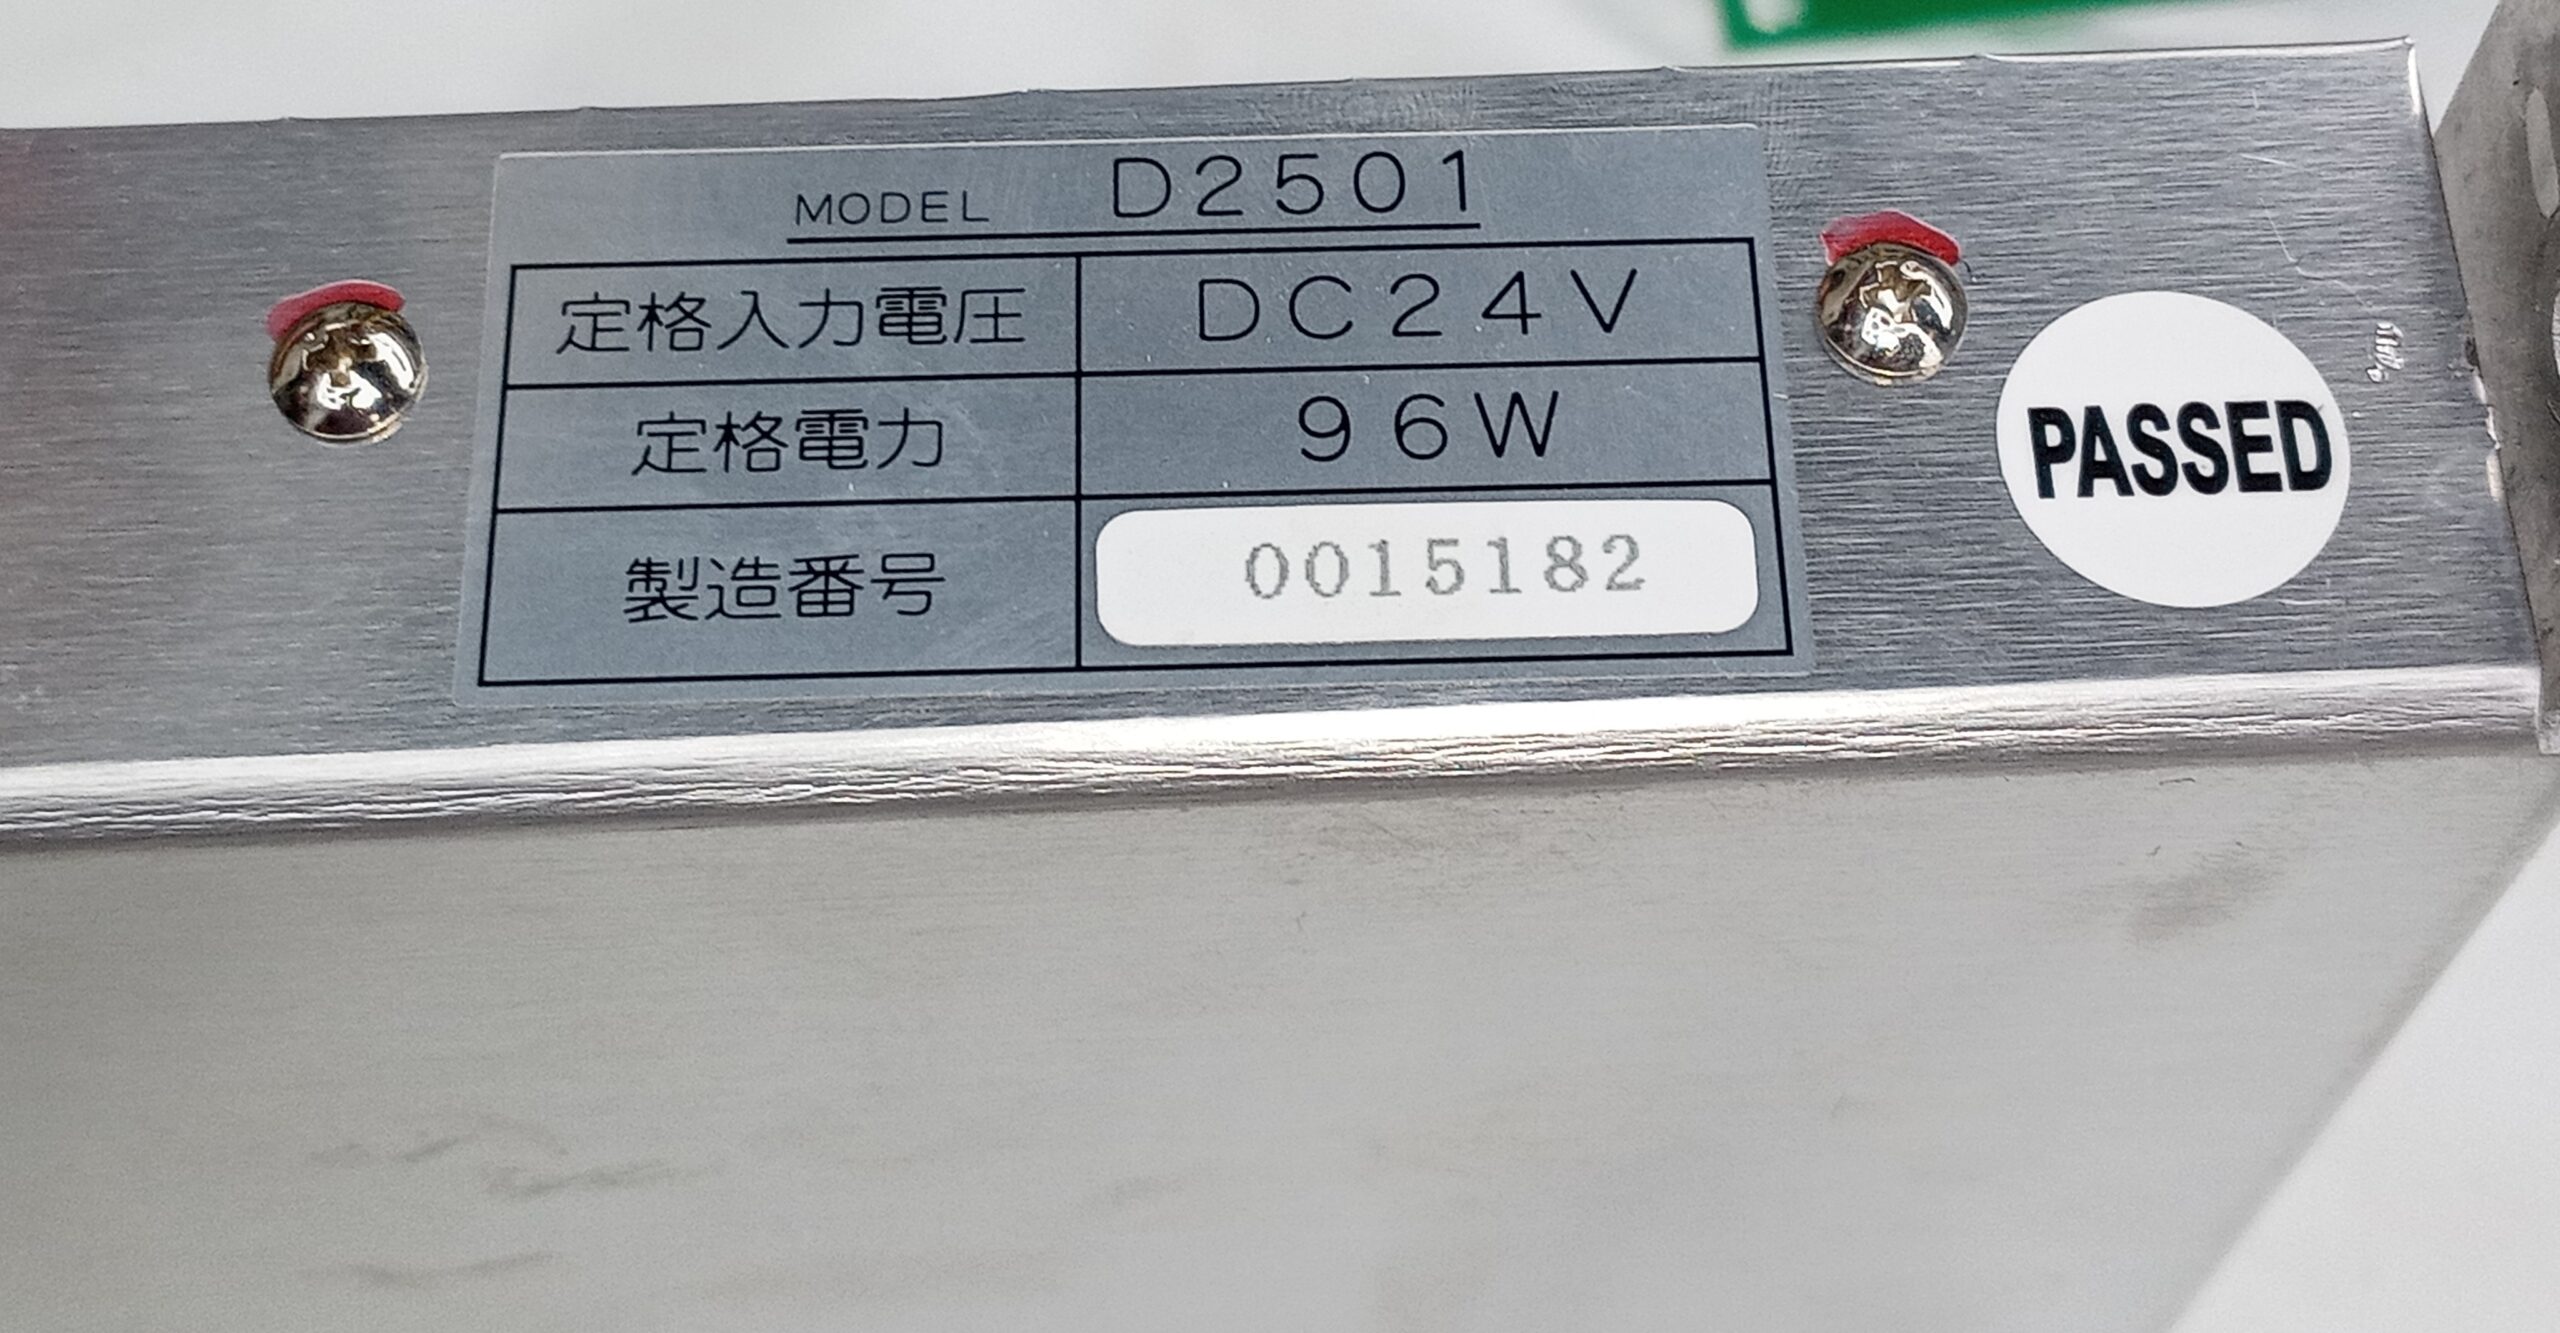 MODEL D2501
定格入力電圧 DC24V
定格電力 96W
製造番号 0015182
PASSED